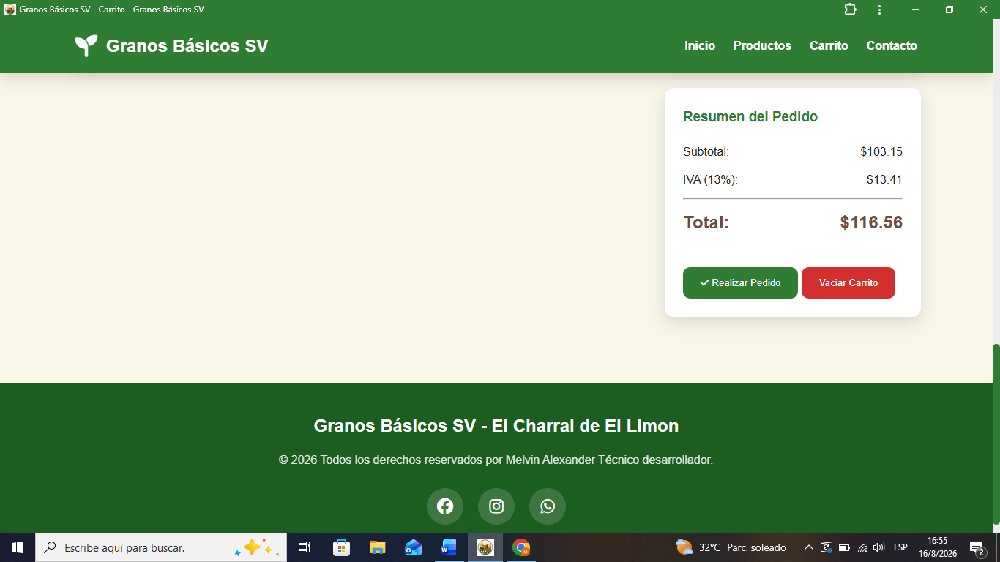 Granos Básicos SV - Carrito - Granos Básicos SV
Granos Básicos SV
Inicio Productos Carrito Contacto
Resumen del Pedido
Subtotal: $103.15
IVA (13%): $13.41
Total: $116.56
Realizar Pedido Vaciar Carrito
Granos Básicos SV - El Charral de El Limon
© 2026 Todos los derechos reservados por Melvin Alexander Técnico desarrollador.
Escribe aquí para buscar.
32°C Parc. soleado
ESP
16:55
16/8/2026
2